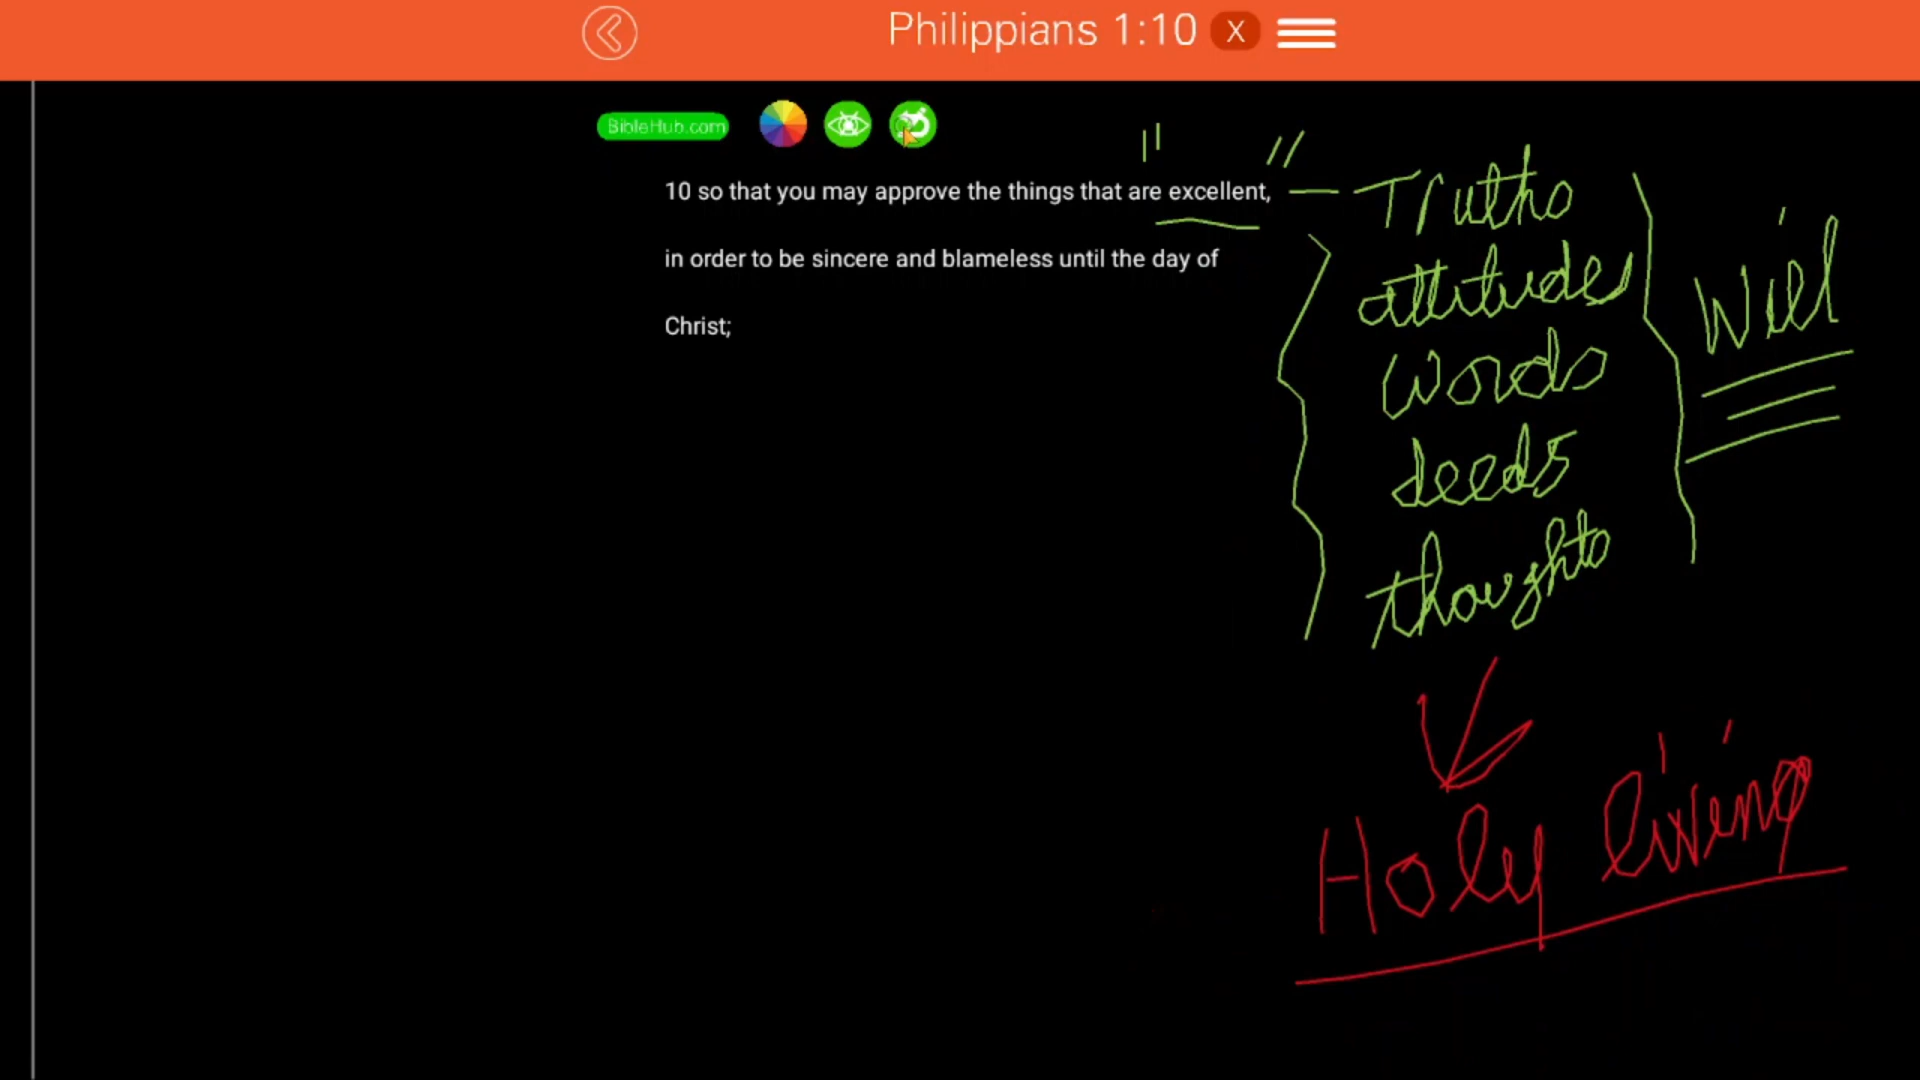 Philippians 1:10 X
BibleHub.com
10 so that you may approve the things that are excellent,
in order to be sincere and blameless until the day of
Christ;
" " — Truths
attitudes
words
deeds
thoughts
Will
Holy living